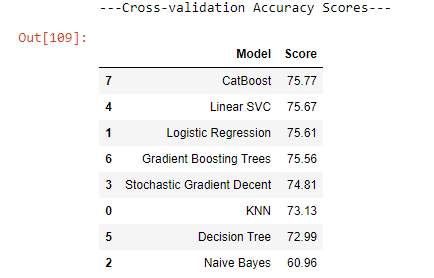 ---Cross-validation Accuracy Scores---
Out[109]:
Model Score
7 CatBoost 75.77
4 Linear SVC 75.67
1 Logistic Regression 75.61
6 Gradient Boosting Trees 75.56
3 Stochastic Gradient Decent 74.81
0 KNN 73.13
5 Decision Tree 72.99
2 Naive Bayes 60.96